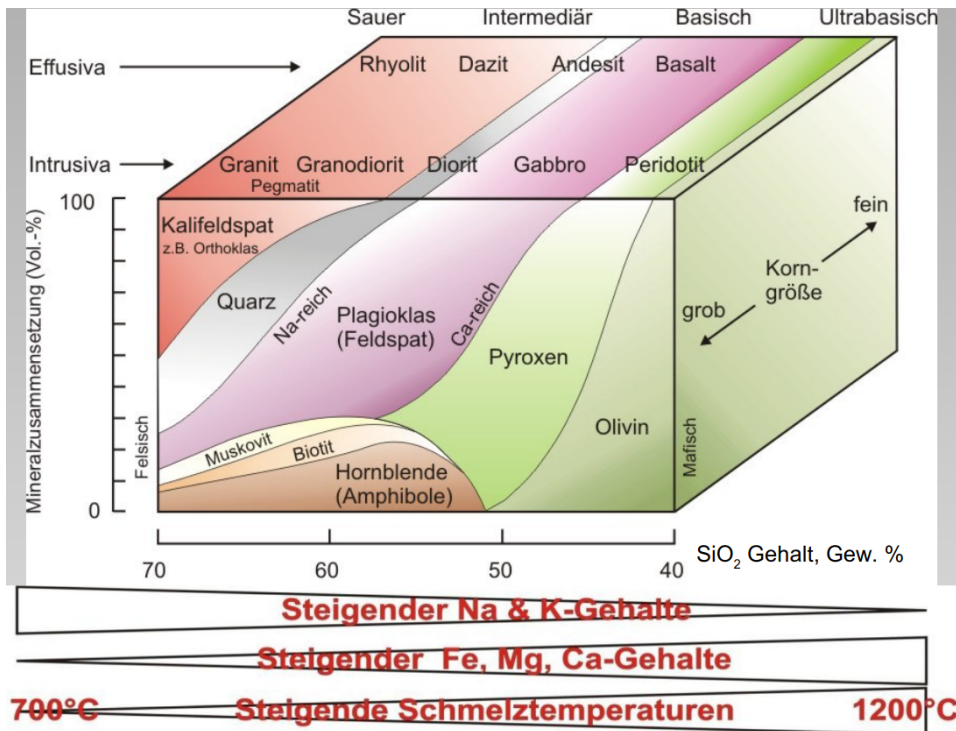 Sauer Intermediär Basisch Ultrabasisch
Effusiva
Rhyolit Dazit Andesit Basalt
Intrusiva
Granit Granodiorit Diorit Gabbro Peridotit
Pegmatit
100
Kalifeldspat
z.B. Orthoklas
fein
Korn-
größe
grob
Quarz
Na-reich
Plagioklas
(Feldspat)
Ca-reich
Pyroxen
Olivin
Mineralzusammensetzung (Vol.-%)
Felsisch
Muskovit
Biotit
Hornblende
(Amphibole)
Mafisch
0
70 60 50 40
SiO2 Gehalt, Gew. %
Steigender Na & K-Gehalte
Steigender Fe, Mg, Ca-Gehalte
700°C Steigende Schmelztemperaturen 1200°C